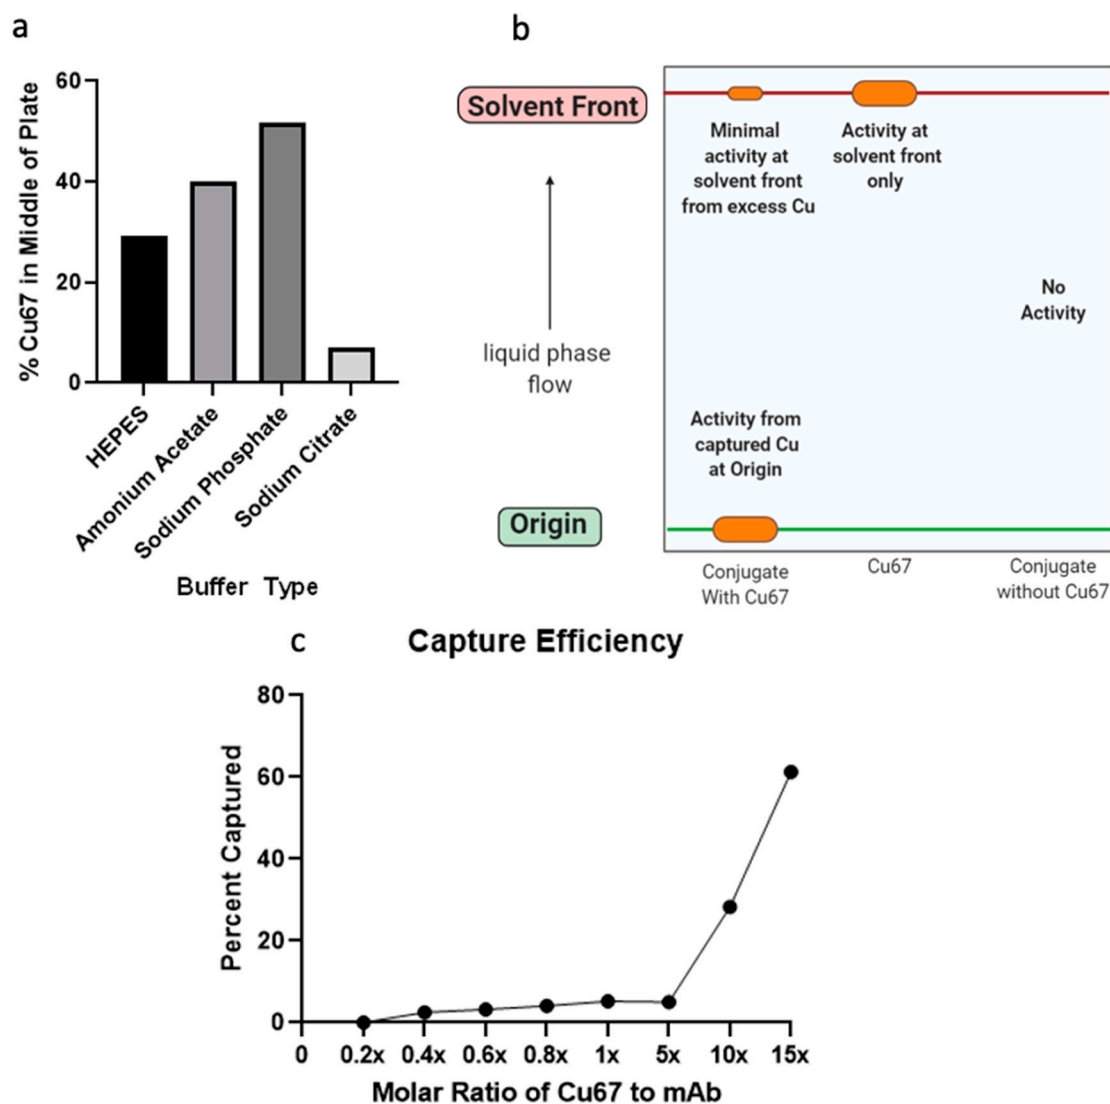 a
% Cu67 in Middle of Plate
60
40
20
0
HEPES
Amonium Acetate
Sodium Phosphate
Sodium Citrate
Buffer Type
b
Solvent Front
liquid phase
flow
Origin
Minimal
activity at
solvent front
from excess Cu
Activity at
solvent front
only
No
Activity
Activity from
captured Cu
at Origin
Conjugate
With Cu67
Cu67
Conjugate
without Cu67
c
Capture Efficiency
Percent Captured
80
60
40
20
0
0 0.2x 0.4x 0.6x 0.8x 1x 5x 10x 15x
Molar Ratio of Cu67 to mAb